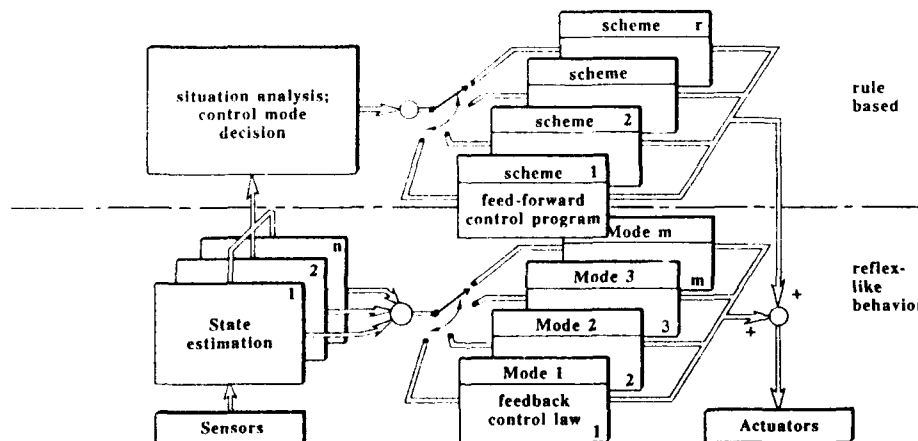 scheme r
scheme
situation analysis;
control mode
decision
scheme 2
rule
based
scheme 1
feed-forward
control program
Mode m
m
n
2
1
Mode 3
3
reflex-
like
behavior
State
estimation
Mode 2
2
+
+
Mode 1
feedback
control law
1
Sensors
Actuators